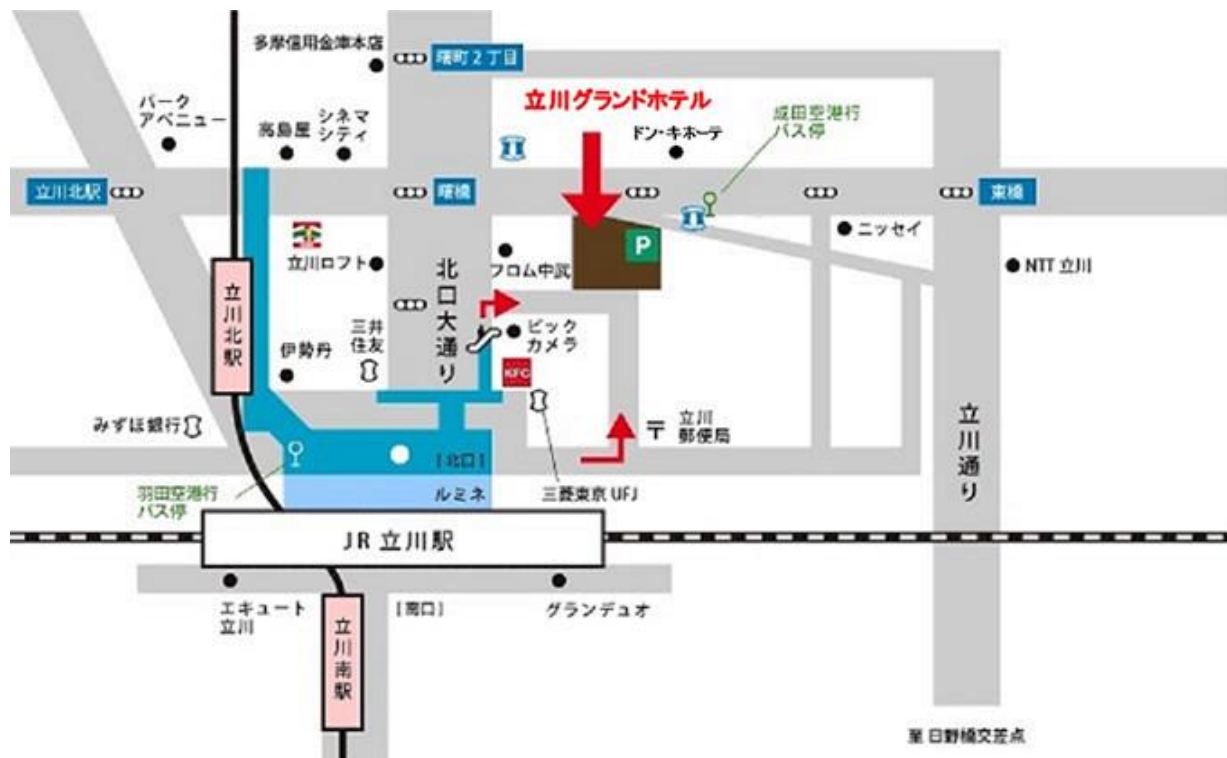 多摩信用金庫本店
曙町2丁目
立川グランドホテル
パーク
アベニュー
高島屋
シネマ
シティ
ドン・キホーテ
成田空港行
バス停
立川北駅
曙橋
東橋
立川ロフト
フロム中武
P
ニッセイ
NTT 立川
立川北駅
北口大通り
伊勢丹
三井
住友
ビック
カメラ
KFC
みずほ銀行
立川
郵便局
立川通り
[北口]
羽田空港行
バス停
ルミネ
三菱東京 UFJ
JR 立川駅
エキュート
立川
[南口]
グランデュオ
立川南駅
至 日野橋交差点